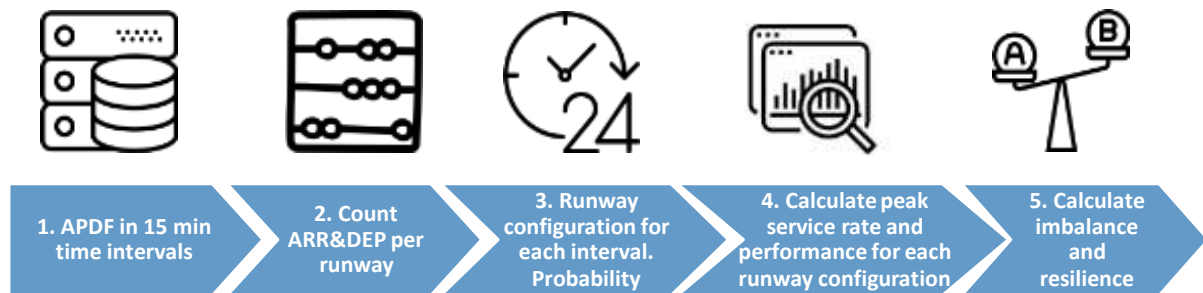 24
A
B
1. APDF in 15 min
time intervals
2. Count
ARR&DEP per
runway
3. Runway
configuration for
each interval.
Probability
4. Calculate peak
service rate and
performance for each
runway configuration
5. Calculate
imbalance
and
resilience